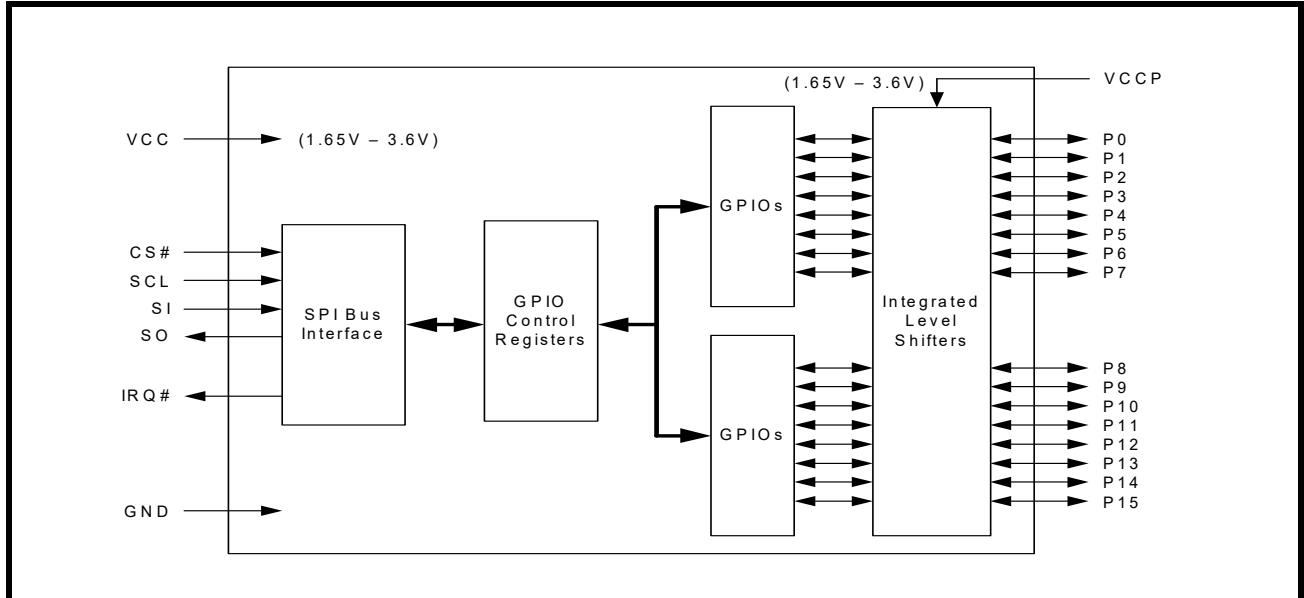 (1.65V – 3.6V)
VCCP
VCC
(1.65V – 3.6V)
CS#
SCL
SI
SO
IRQ#
GND
SPI Bus
Interface
GPIO
Control
Registers
GPIOs
GPIOs
Integrated
Level
Shifters
P0
P1
P2
P3
P4
P5
P6
P7
P8
P9
P10
P11
P12
P13
P14
P15